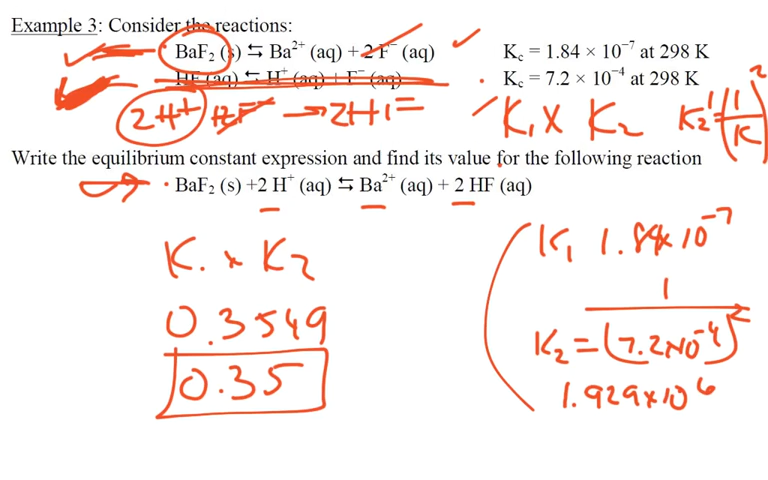 Example 3: Consider the reactions:
BaF₂ (s) ⇆ Ba²⁺ (aq) + 2 F⁻ (aq) K_c = 1.84 × 10⁻⁷ at 298 K
HF (aq) ⇆ H⁺ (aq) + F⁻ (aq) K_c = 7.2 × 10⁻⁴ at 298 K
2H⁺ 2F⁻ → 2HF K₁ × K₂ K₂' = (1/K)²
Write the equilibrium constant expression and find its value for the following reaction
• BaF₂ (s) +2 H⁺ (aq) ⇆ Ba²⁺ (aq) + 2 HF (aq)
K₁ × K₂
0.3549
0.35
K₁ 1.84×10⁻⁷
K₂ = 1/(7.2×10⁻⁴)²
1.929×10⁶